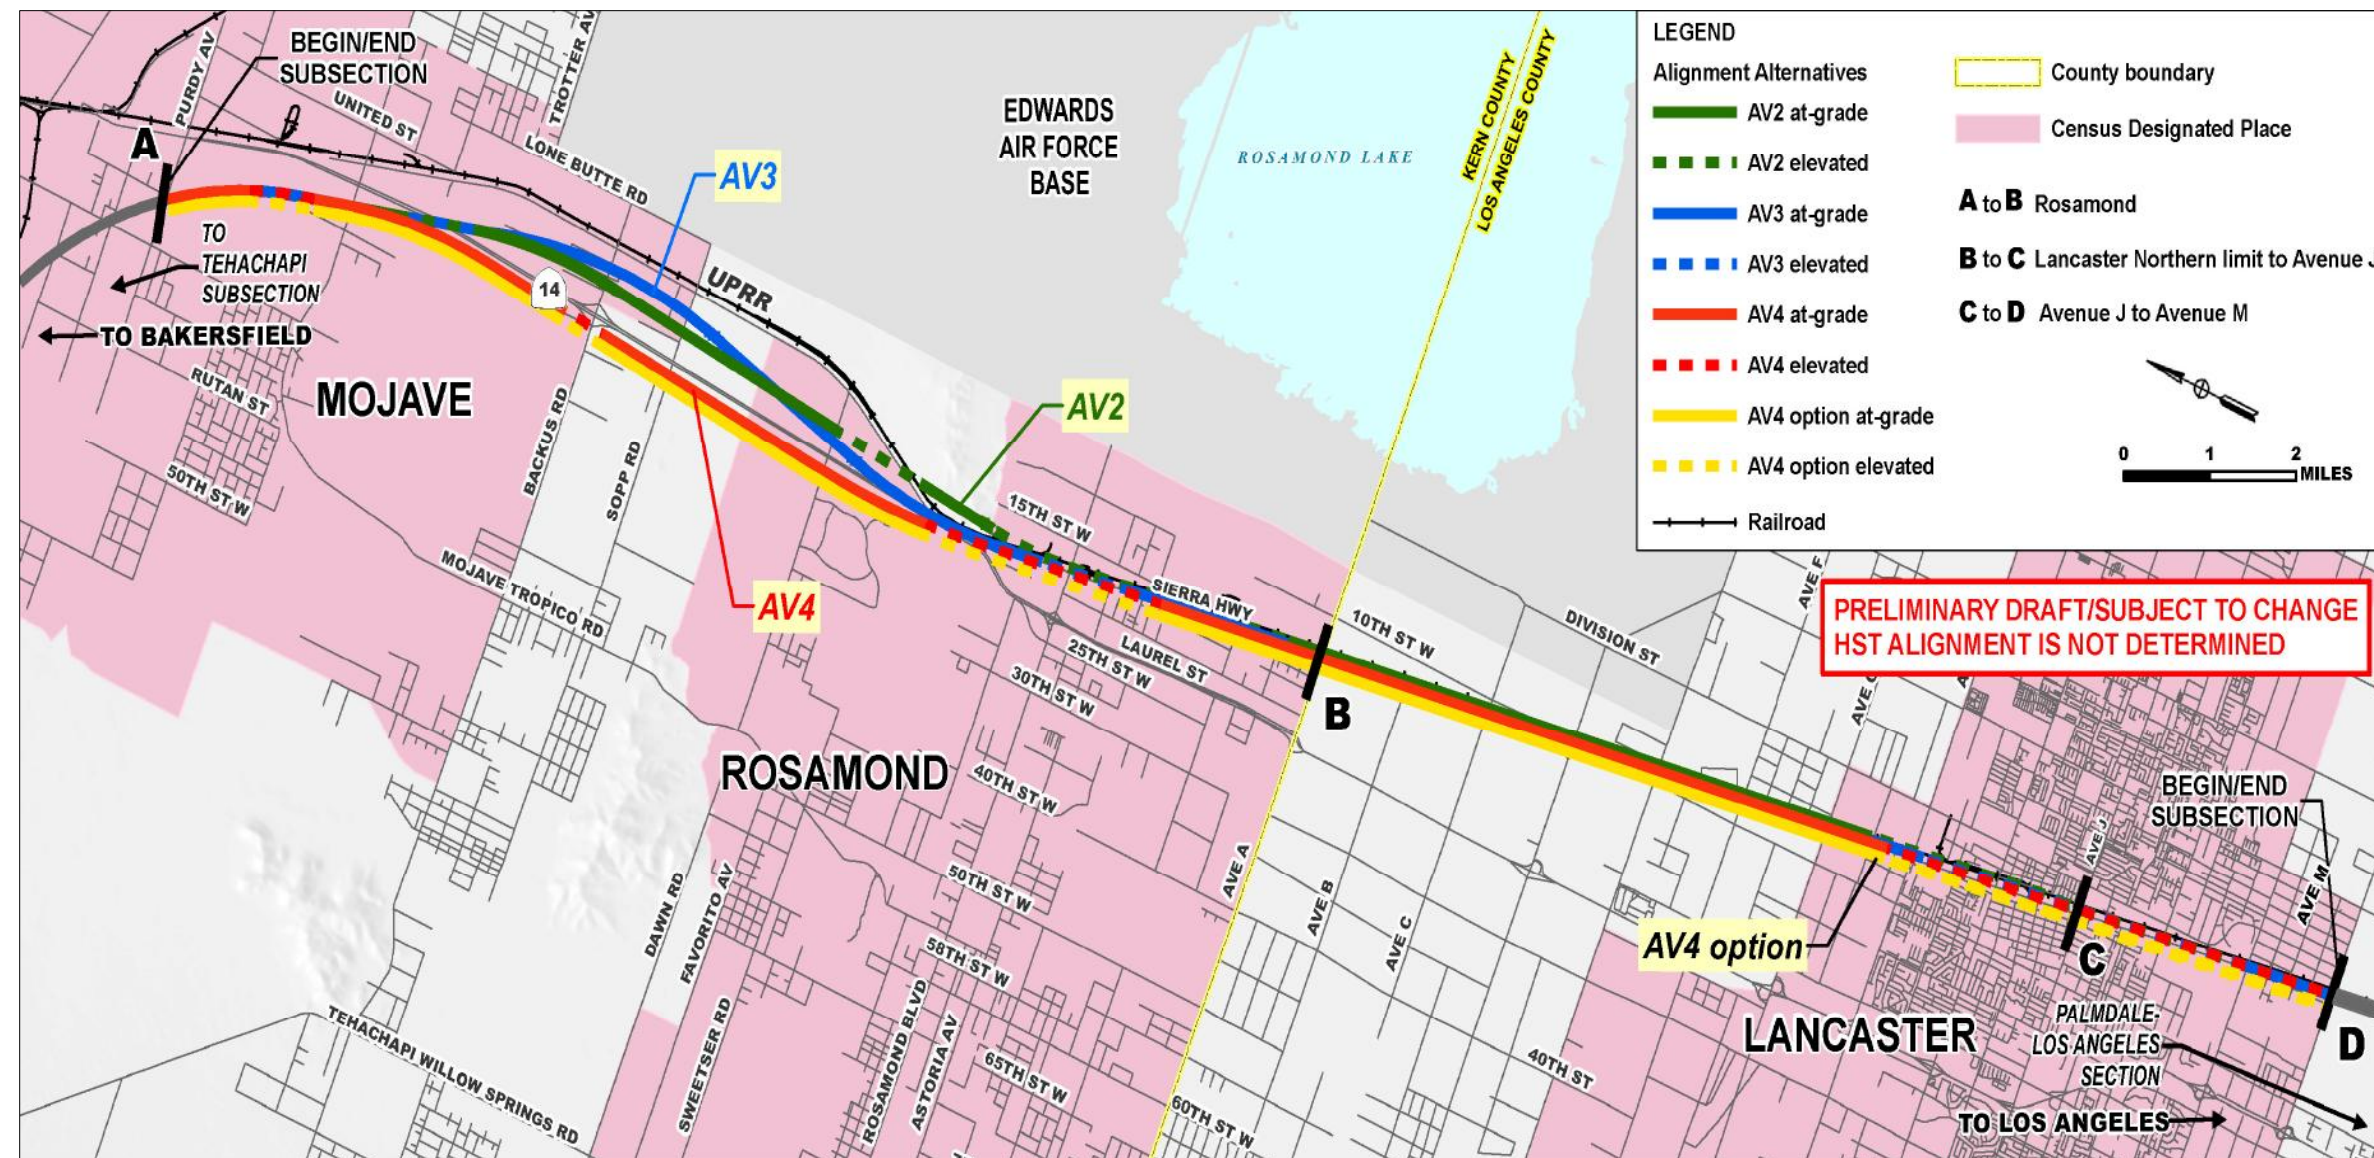 BEGIN/END
SUBSECTION
PURDY AV
TROTTER AV
UNITED ST
LONE BUTTE RD
A
TO
TEHACHAPI
SUBSECTION
TO BAKERSFIELD
RUTAN ST
MOJAVE
50TH ST W
14
AV3
UPRR
EDWARDS
AIR FORCE
BASE
ROSAMOND LAKE
KERN COUNTY
LOS ANGELES COUNTY
BACKUS RD
SOPP RD
AV2
AV4
MOJAVE TROPICO RD
15TH ST W
SIERRA HWY
LAUREL ST
25TH ST W
30TH ST W
10TH ST W
DIVISION ST
B
ROSAMOND
40TH ST W
50TH ST W
58TH ST W
65TH ST W
60TH ST W
DAWN RD
FAVORITO AV
SWEETSER RD
ROSAMOND BLVD
ASTORIA AV
TEHACHAPI WILLOW SPRINGS RD
AVE A
AVE B
AVE C
AVE F
AVE J
AVE M
40TH ST
AV4 option
LANCASTER
C
BEGIN/END
SUBSECTION
D
PALMDALE-
LOS ANGELES
SECTION
TO LOS ANGELES
LEGEND
Alignment Alternatives
AV2 at-grade
AV2 elevated
AV3 at-grade
AV3 elevated
AV4 at-grade
AV4 elevated
AV4 option at-grade
AV4 option elevated
Railroad
County boundary
Census Designated Place
A to B Rosamond
B to C Lancaster Northern limit to Avenue J
C to D Avenue J to Avenue M
0 1 2
MILES
PRELIMINARY DRAFT/SUBJECT TO CHANGE
HST ALIGNMENT IS NOT DETERMINED